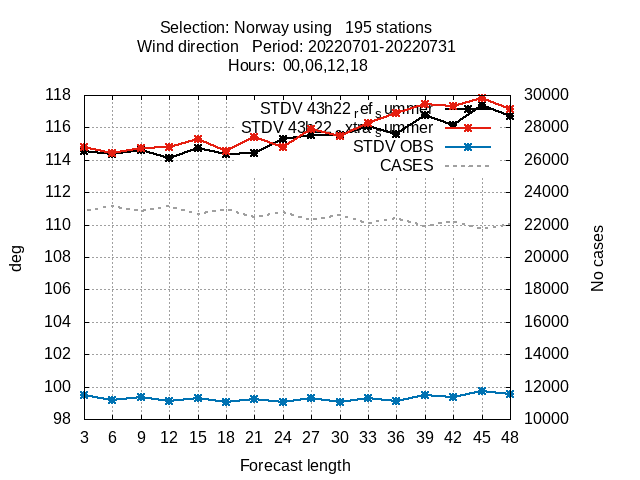 Selection: Norway using 195 stations
Wind direction Period: 20220701-20220731
Hours: 00,06,12,18
118 30000
STDV 43h22_ref_summer
116 28000
STDV OBS
114 26000
CASES
112 24000
110 22000
108 20000
106 18000
104 16000
102 14000
100 12000
98 10000
deg
No cases
3 6 9 12 15 18 21 24 27 30 33 36 39 42 45 48
Forecast length